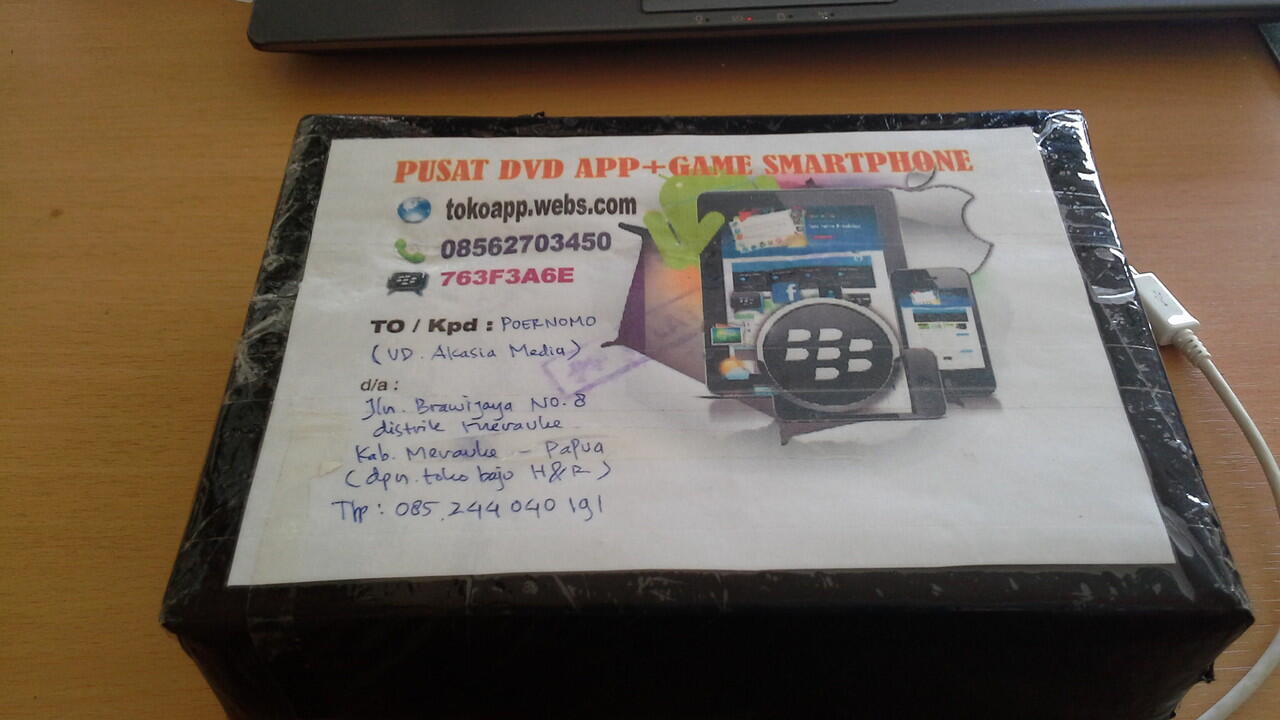 PUSAT DVD APP+GAME SMARTPHONE
tokoapp.webs.com
08562703450
763F3A6E
TO / Kpd : POERNOMO
(UD. Akasia Media)
d/a :
Jln. Brawijaya NO. 8
distrik Merauke
Kab. Merauke - Papua
(dpn. toko baju H&R)
Tlp : 085.244 040 191